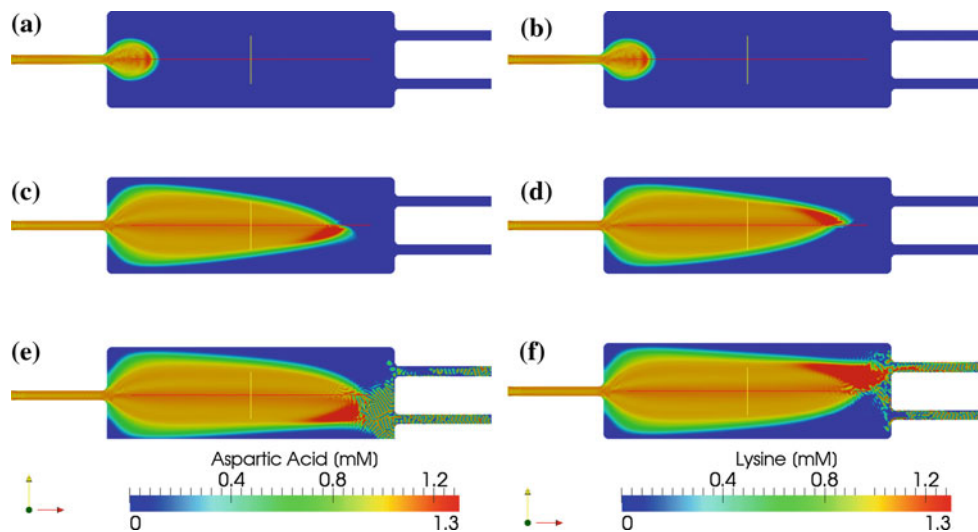 (a)
(b)
(c)
(d)
(e)
(f)
Aspartic Acid (mM)
0.4 0.8 1.2
0 1.3
Lysine (mM)
0.4 0.8 1.2
0 1.3